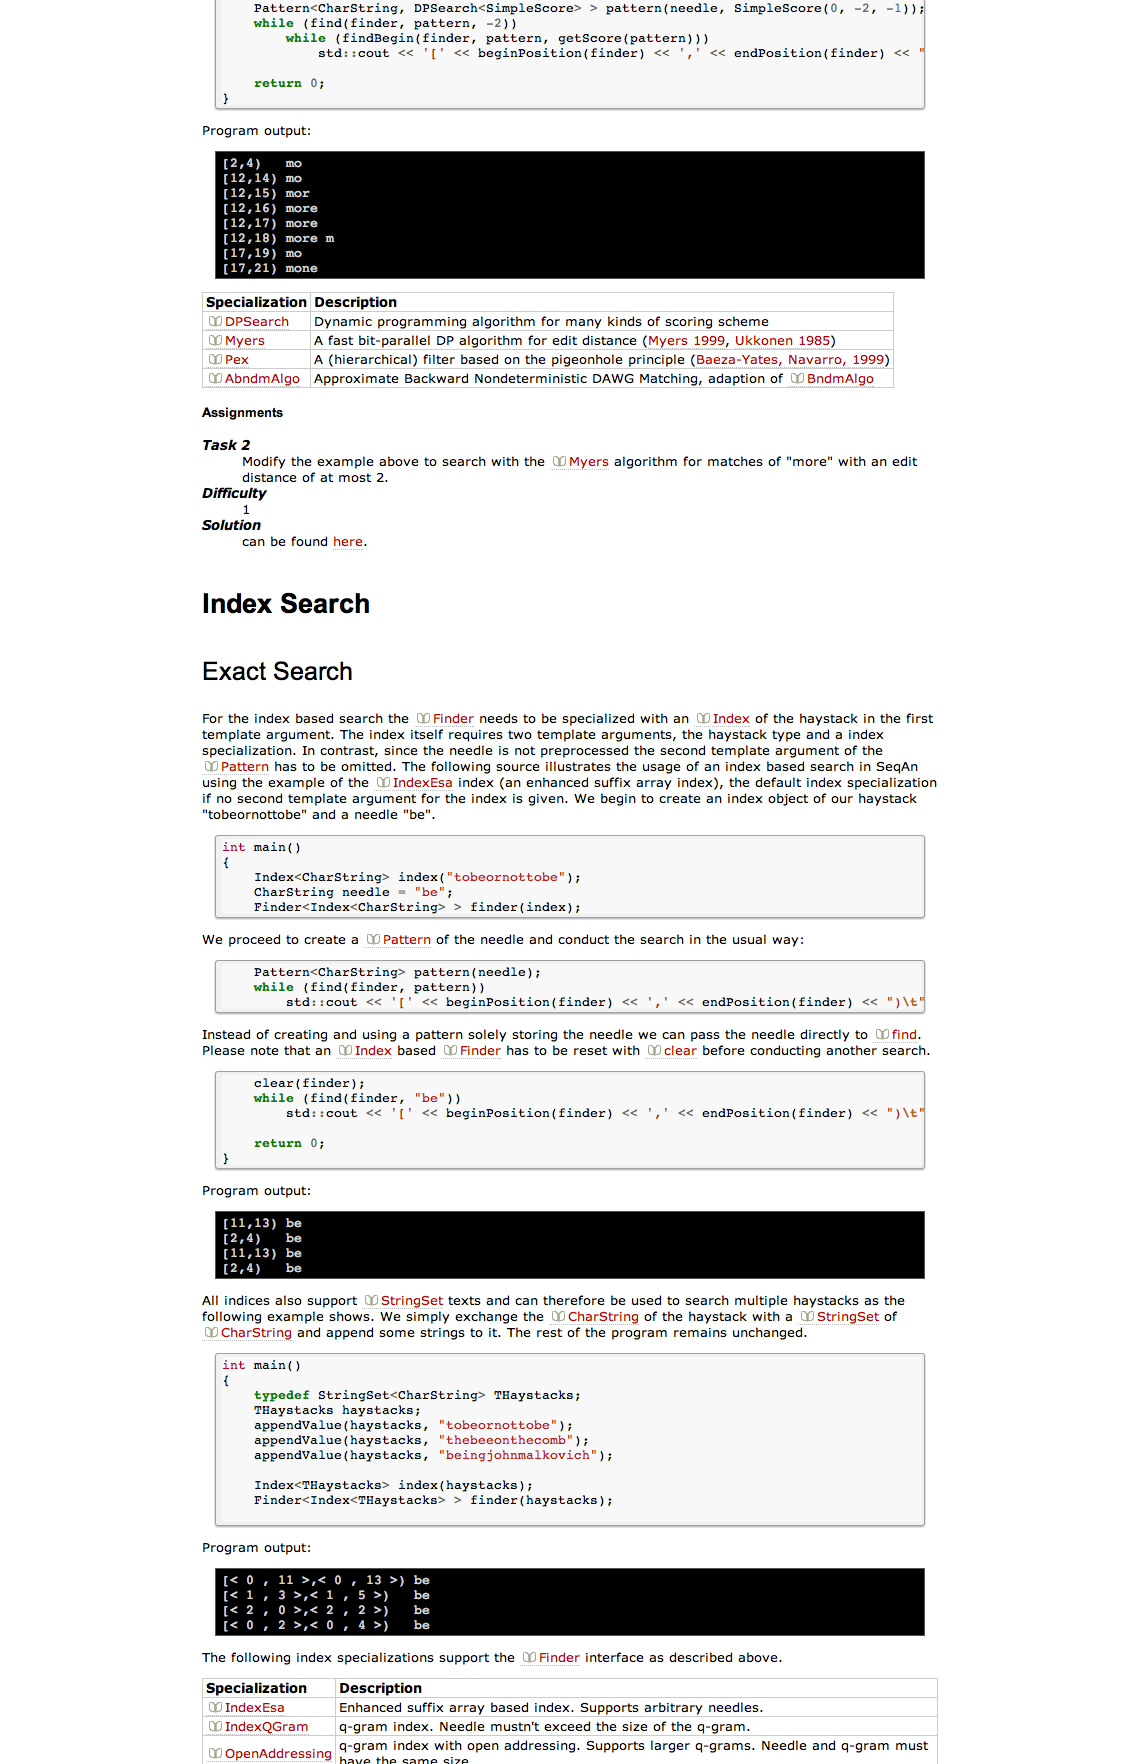 Pattern<CharString, DPSearch<SimpleScore> > pattern(needle, SimpleScore(0, -2, -1));
    while (find(finder, pattern, -2))
        while (findBegin(finder, pattern, getScore(pattern)))
            std::cout << '[' << beginPosition(finder) << ',' << endPosition(finder) << "
    return 0;
}
Program output:
[2,4)   mo
[12,14) mo
[12,15) mor
[12,16) more
[12,17) more
[12,18) more m
[17,19) mo
[17,21) mone
Specialization Description
DPSearch Dynamic programming algorithm for many kinds of scoring scheme
Myers A fast bit-parallel DP algorithm for edit distance (Myers 1999, Ukkonen 1985)
Pex A (hierarchical) filter based on the pigeonhole principle (Baeza-Yates, Navarro, 1999)
AbndmAlgo Approximate Backward Nondeterministic DAWG Matching, adaption of BndmAlgo
Assignments
Task 2
Modify the example above to search with the Myers algorithm for matches of "more" with an edit
distance of at most 2.
Difficulty
1
Solution
can be found here.
Index Search
Exact Search
For the index based search the Finder needs to be specialized with an Index of the haystack in the first
template argument. The index itself requires two template arguments, the haystack type and a index
specialization. In contrast, since the needle is not preprocessed the second template argument of the
Pattern has to be omitted. The following source illustrates the usage of an index based search in SeqAn
using the example of the IndexEsa index (an enhanced suffix array index), the default index specialization
if no second template argument for the index is given. We begin to create an index object of our haystack
"tobeornottobe" and a needle "be".
int main()
{
    Index<CharString> index("tobeornottobe");
    CharString needle = "be";
    Finder<Index<CharString> > finder(index);
We proceed to create a Pattern of the needle and conduct the search in the usual way:
    Pattern<CharString> pattern(needle);
    while (find(finder, pattern))
        std::cout << '[' << beginPosition(finder) << ',' << endPosition(finder) << ")\t"
Instead of creating and using a pattern solely storing the needle we can pass the needle directly to find.
Please note that an Index based Finder has to be reset with clear before conducting another search.
    clear(finder);
    while (find(finder, "be"))
        std::cout << '[' << beginPosition(finder) << ',' << endPosition(finder) << ")\t"
    return 0;
}
Program output:
[11,13) be
[2,4)   be
[11,13) be
[2,4)   be
All indices also support StringSet texts and can therefore be used to search multiple haystacks as the
following example shows. We simply exchange the CharString of the haystack with a StringSet of
CharString and append some strings to it. The rest of the program remains unchanged.
int main()
{
    typedef StringSet<CharString> THaystacks;
    THaystacks haystacks;
    appendValue(haystacks, "tobeornottobe");
    appendValue(haystacks, "thebeeonthecomb");
    appendValue(haystacks, "beingjohnmalkovich");
    Index<THaystacks> index(haystacks);
    Finder<Index<THaystacks> > finder(haystacks);
Program output:
[< 0 , 11 >,< 0 , 13 >) be
[< 1 , 3 >,< 1 , 5 >)   be
[< 2 , 0 >,< 2 , 2 >)   be
[< 0 , 2 >,< 0 , 4 >)   be
The following index specializations support the Finder interface as described above.
Specialization Description
IndexEsa Enhanced suffix array based index. Supports arbitrary needles.
IndexQGram q-gram index. Needle mustn't exceed the size of the q-gram.
OpenAddressing q-gram index with open addressing. Supports larger q-grams. Needle and q-gram must
have the same size